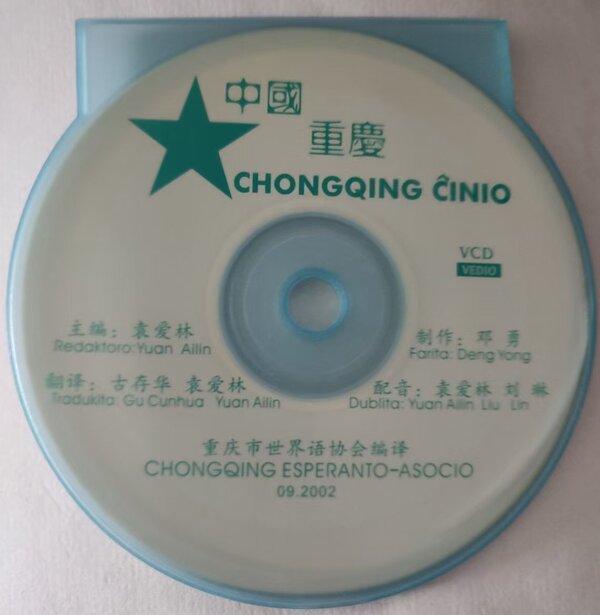 中國
重慶
CHONGQING ĈINIO
VCD
VEDIO
主编：袁爱林
Redaktoro:Yuan Ailin
制作：邓勇
Farita: Deng Yong
翻译：古存华 袁爱林
Tradukita: Gu Cunhua Yuan Ailin
配音：袁爱林 刘琳
Dublita: Yuan Ailin Liu Lin
重庆市世界语协会编译
CHONGQING ESPERANTO-ASOCIO
09.2002